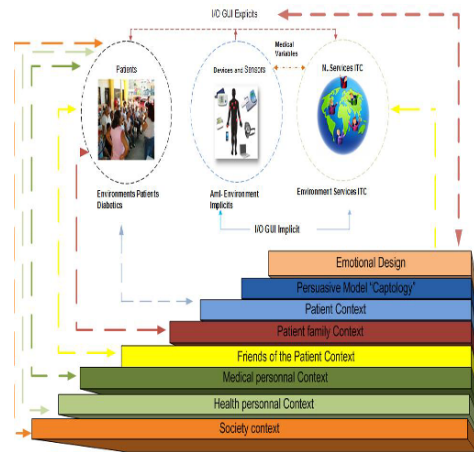 I/O GUI Explicits
Medical
Variables
Patients
Devices and Sensors
N. Services ITC
Environments Patients
Diabetics
AmI- Environment
Implicits
Environment Services ITC
I/O GUI Implicit
Emotional Design
Persuasive Model "Captology"
Patient Context
Patient family Context
Friends of the Patient Context
Medical personnal Context
Health personnal Context
Society context